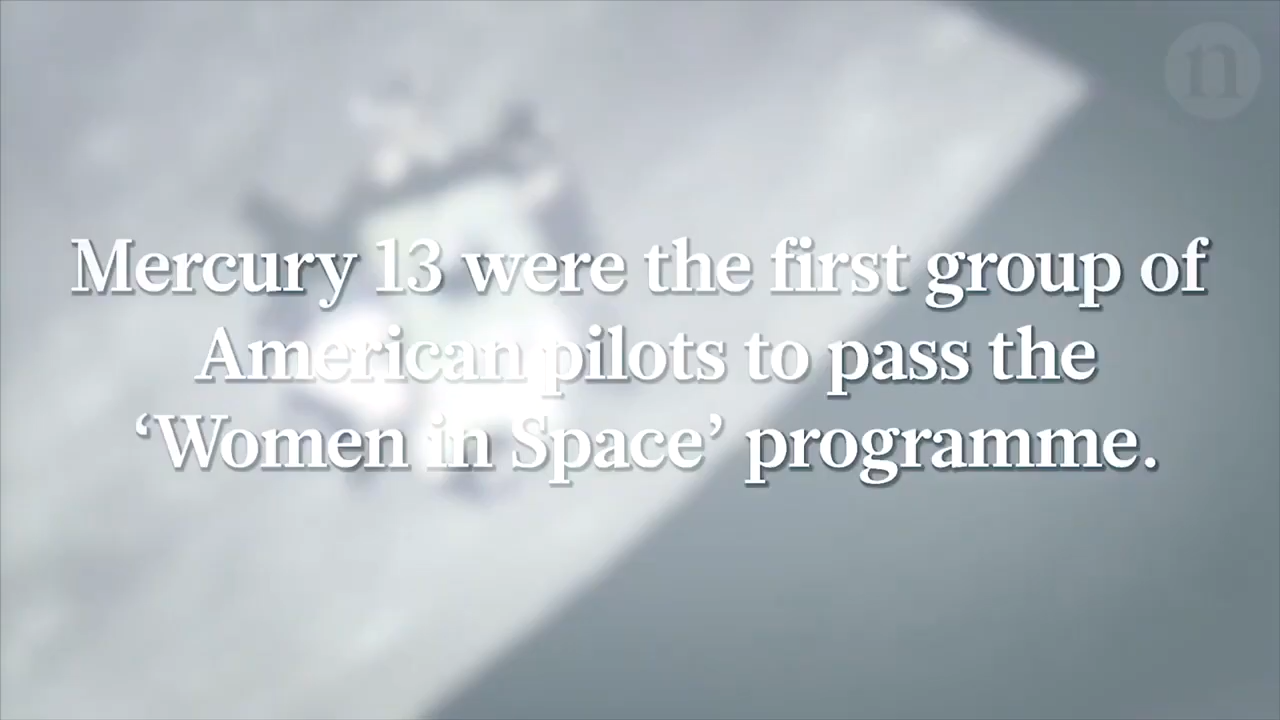 n
Mercury 13 were the first group of
American pilots to pass the
‘Women in Space’ programme.